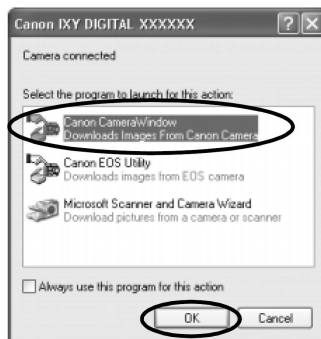 Canon IXY DIGITAL XXXXXX
Camera connected
Select the program to launch for this action:
Canon CameraWindow
Downloads Images From Canon Camera
Canon EOS Utility
Downloads images from EOS camera
Microsoft Scanner and Camera Wizard
Download pictures from a camera or scanner
Always use this program for this action
OK
Cancel